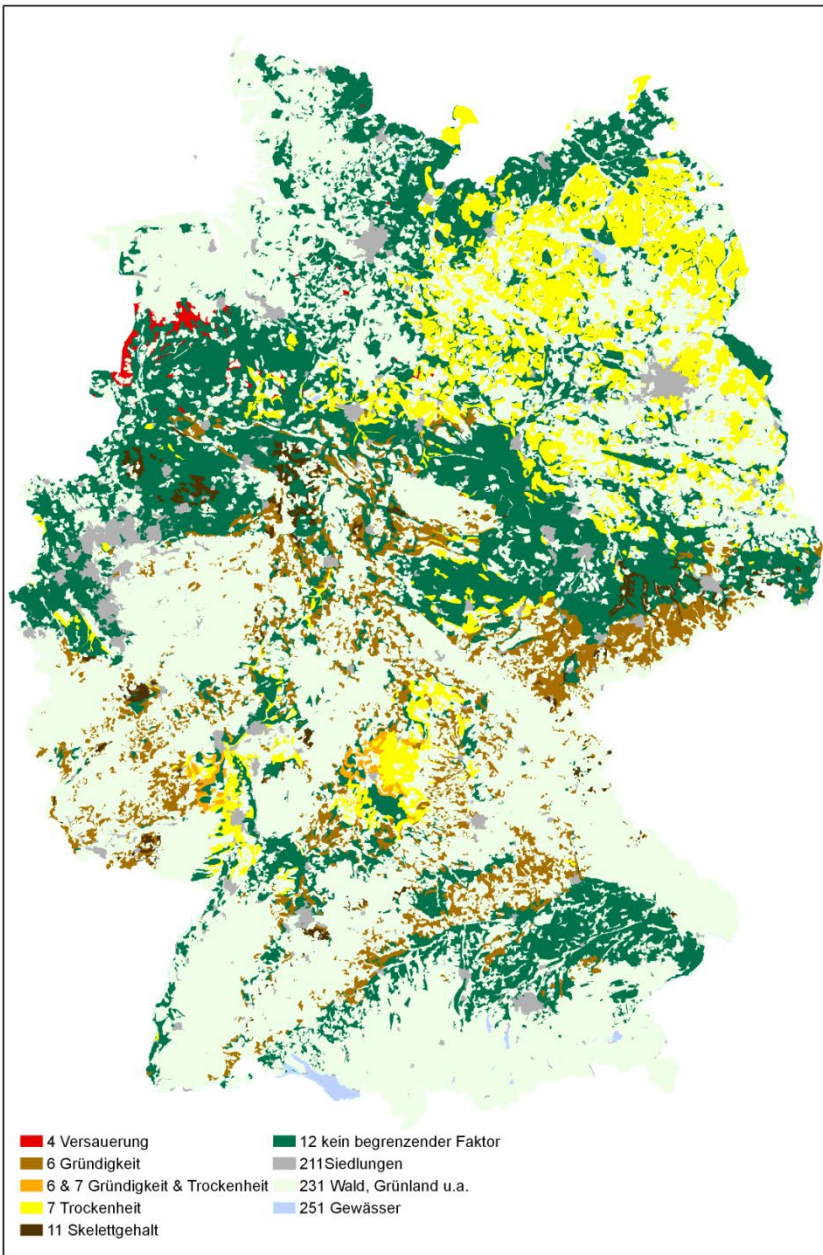 4 Versauerung
6 Gründigkeit
6 & 7 Gründigkeit & Trockenheit
7 Trockenheit
11 Skelettgehalt
12 kein begrenzender Faktor
211Siedlungen
231 Wald, Grünland u.a.
251 Gewässer